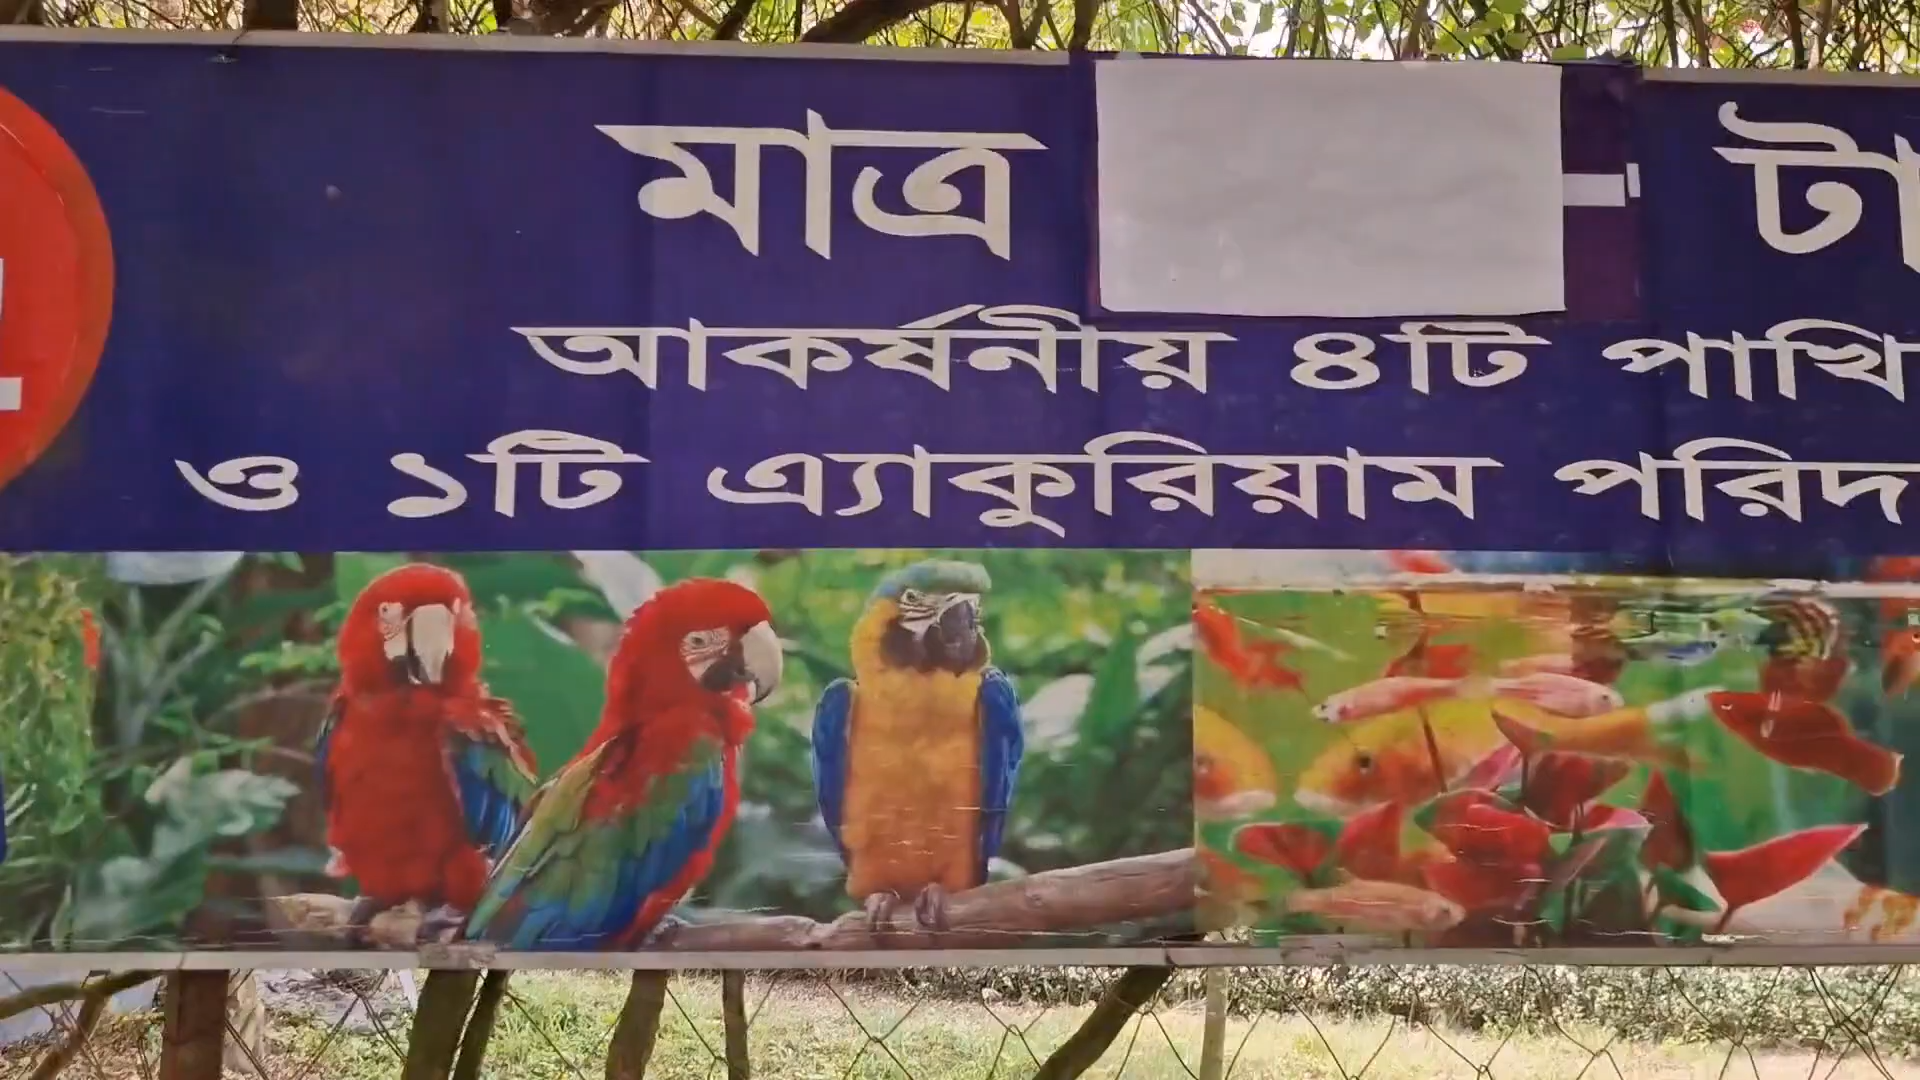 মাত্র - টা
আকর্ষনীয় ৪টি পাখি
ও ১টি এ্যাকুরিয়াম পরিদ